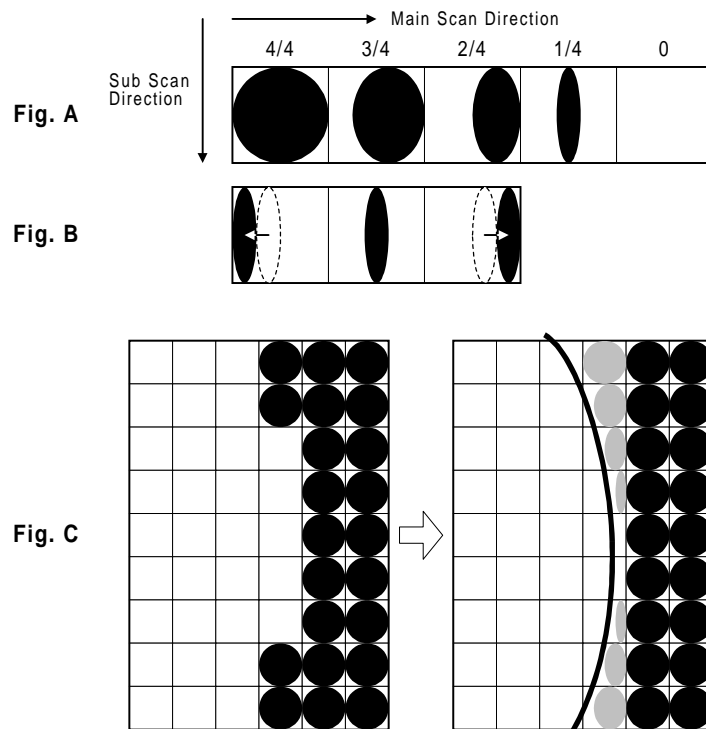 Main Scan Direction
4/4 3/4 2/4 1/4 0
Sub Scan
Direction
Fig. A
Fig. B
Fig. C